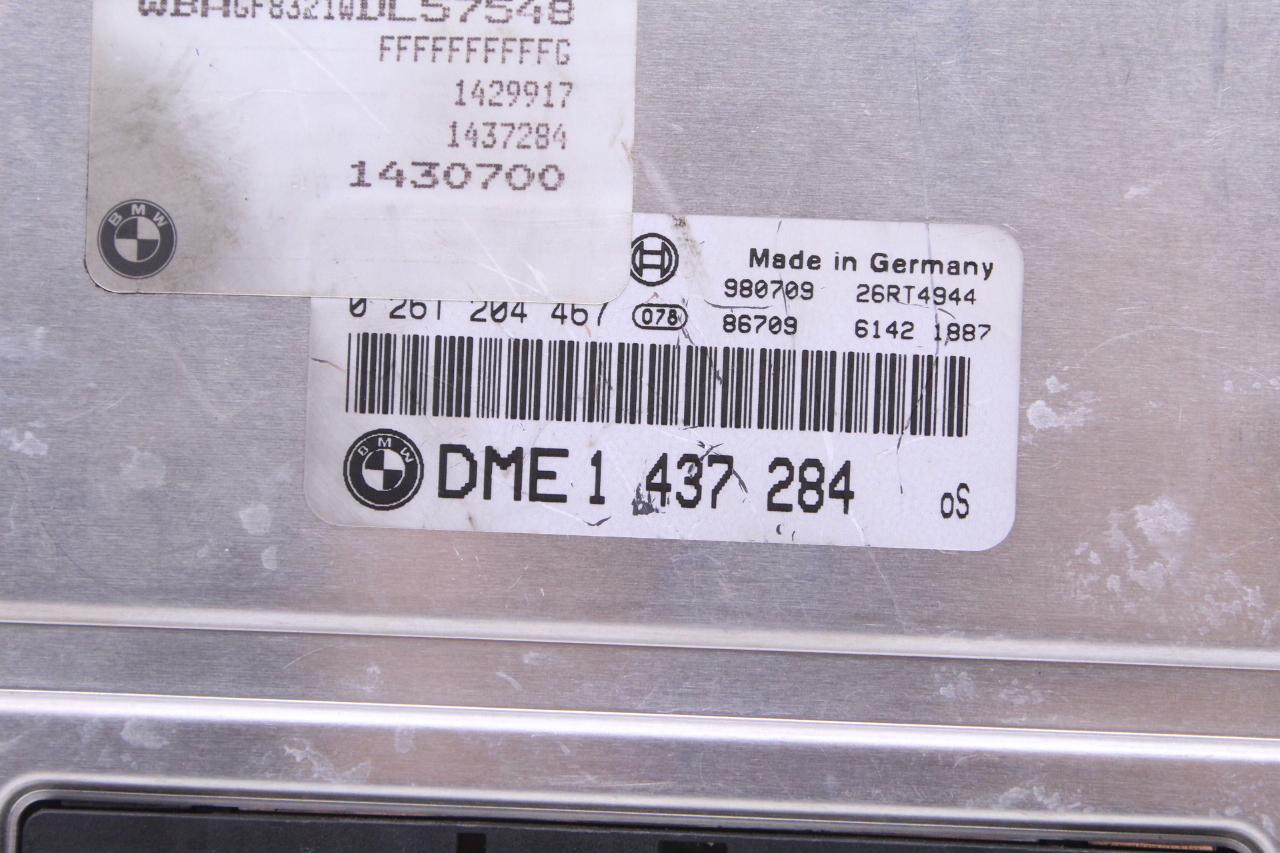 WBAGF8321WDL57548
FFFFFFFFFFG
1429917
1437284
1430700
BMW
Made in Germany
980709 26RT4944
0 261 204 467 078 86709 6142 1887
BMW
DME 1 437 284 oS